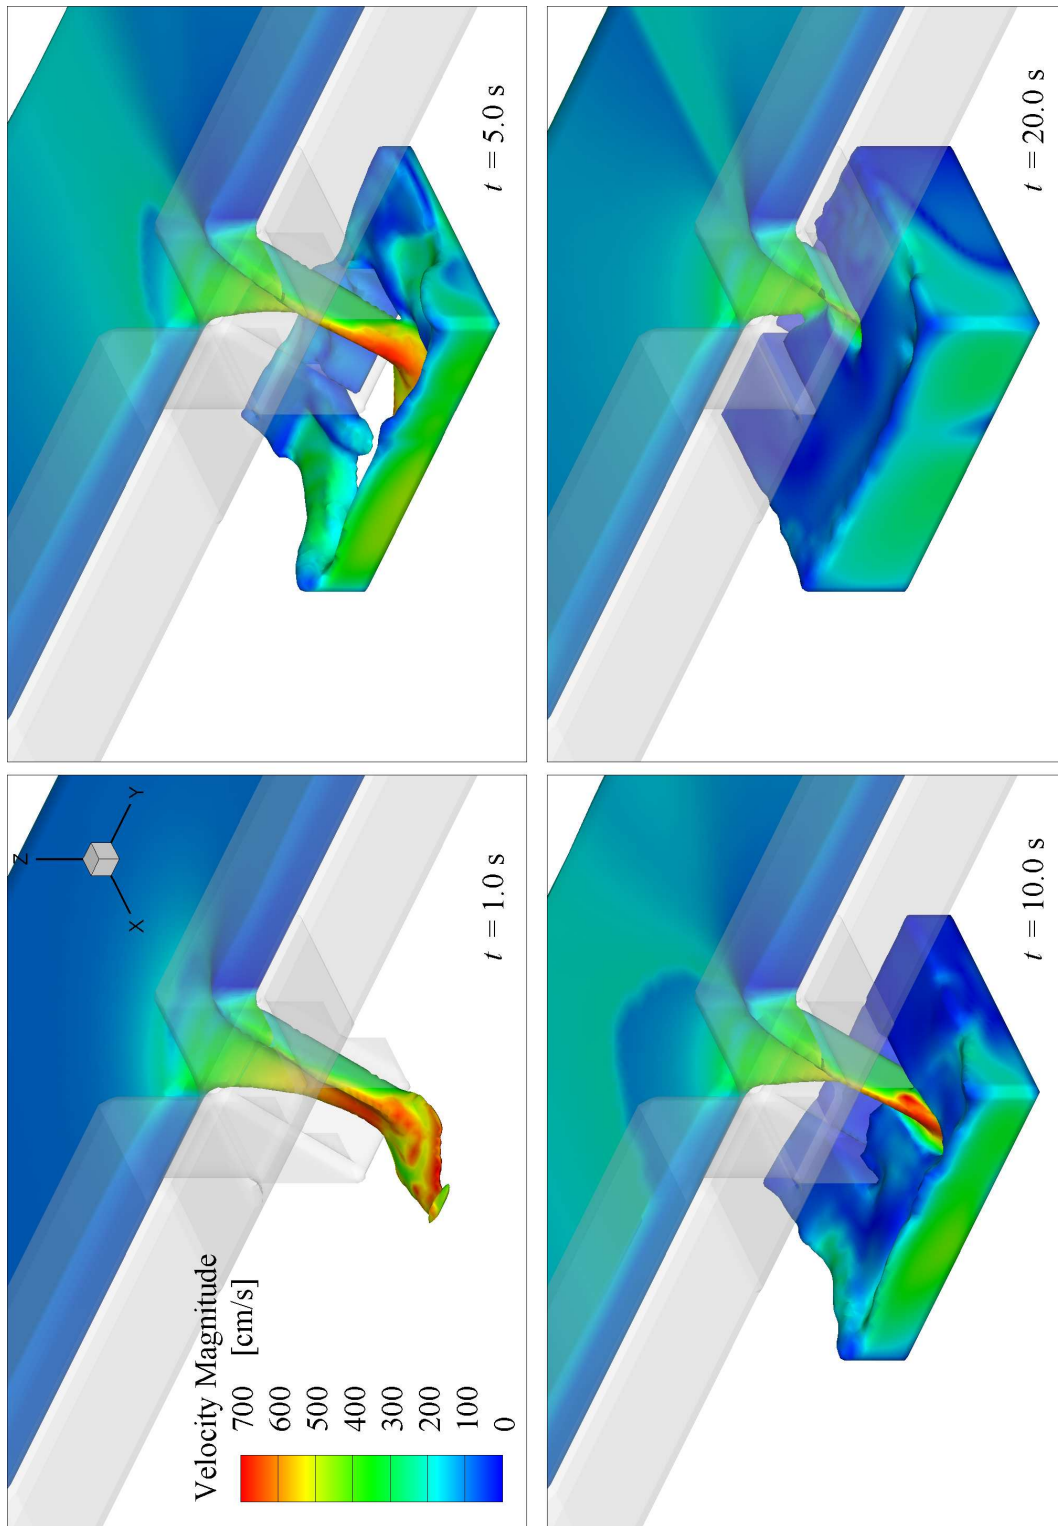 Velocity Magnitude
[cm/s]
700
600
500
400
300
200
100
0
Z
X
Y
t = 1.0 s
t = 5.0 s
t = 10.0 s
t = 20.0 s